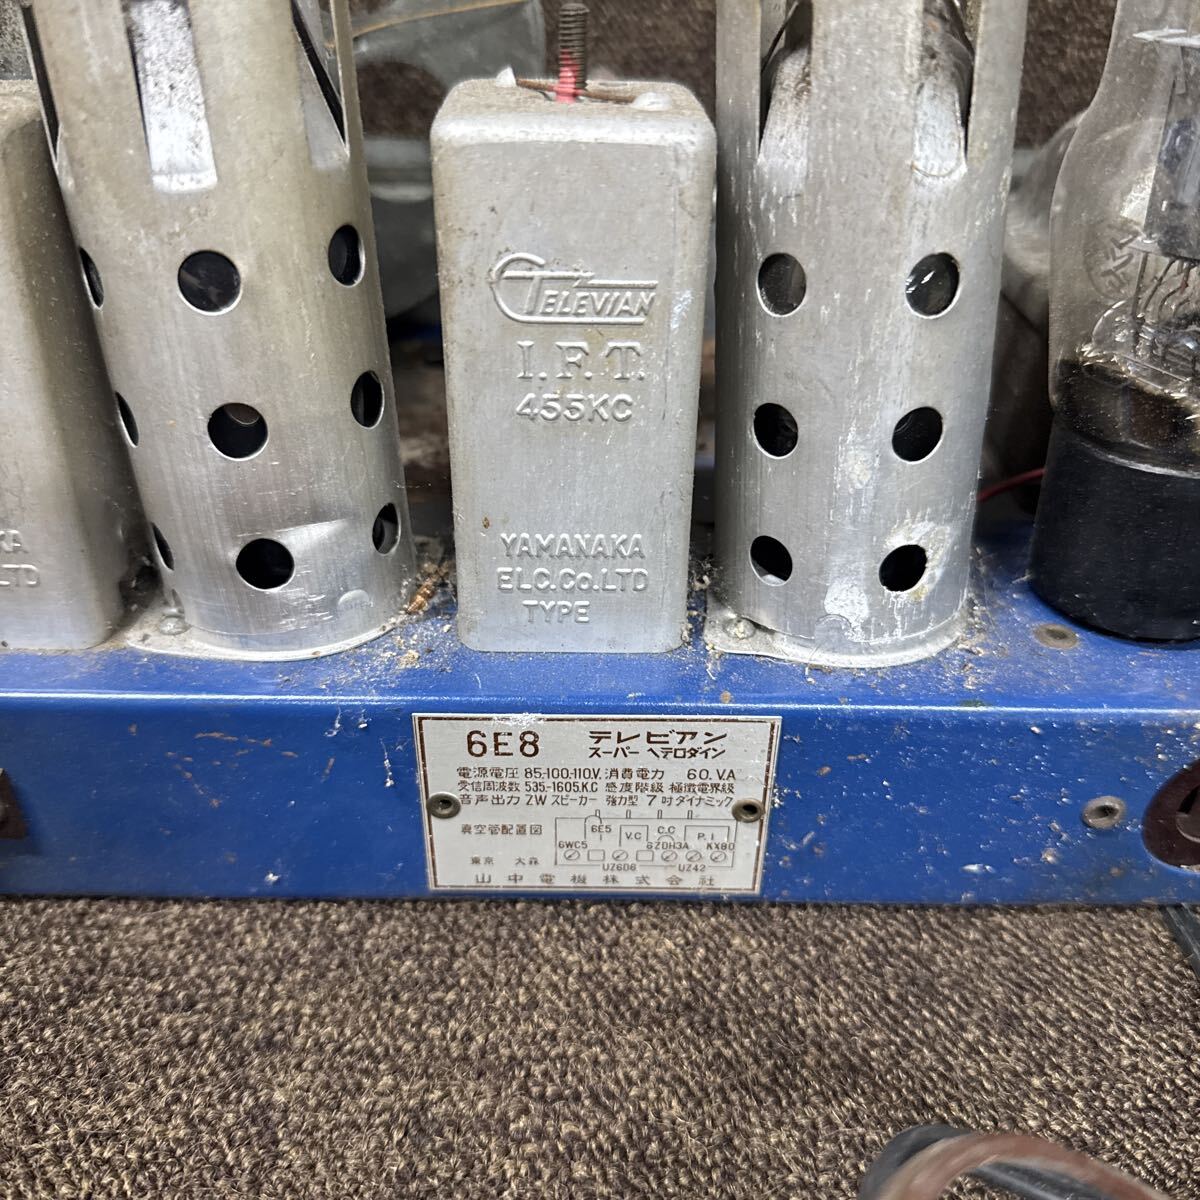 TELEVIAN
I.F.T.
455KC
YAMANAKA
ELC.CO.LTD
TYPE
KA
LTD
6E8 テレビアン
スーパー ヘテロダイン
電源電圧 85-100-110.V. 消費電力 60.V.A
受信周波数 535-1605.K.C 感度階級 極微電界級
音声出力 2W スピーカー 強力型 7吋ダイナミック
真空管配置図
6E5 V.C C.C P.T
6WC5 6ZDH3A KX80
UZ6D6 UZ42
東京 大森
山中電機株式会社